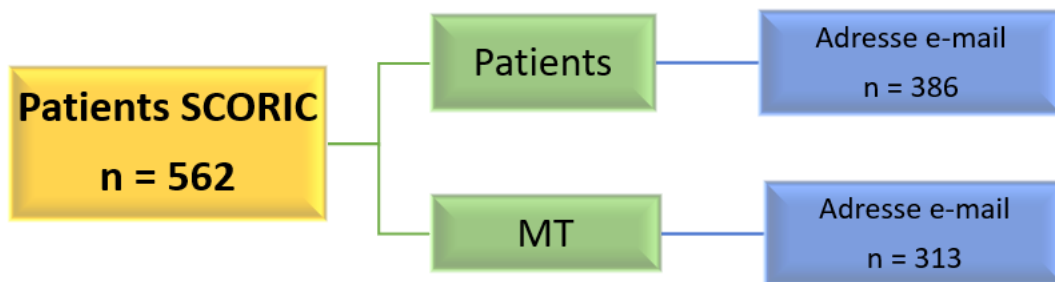 Patients SCORIC
n = 562
Patients
Adresse e-mail
n = 386
MT
Adresse e-mail
n = 313